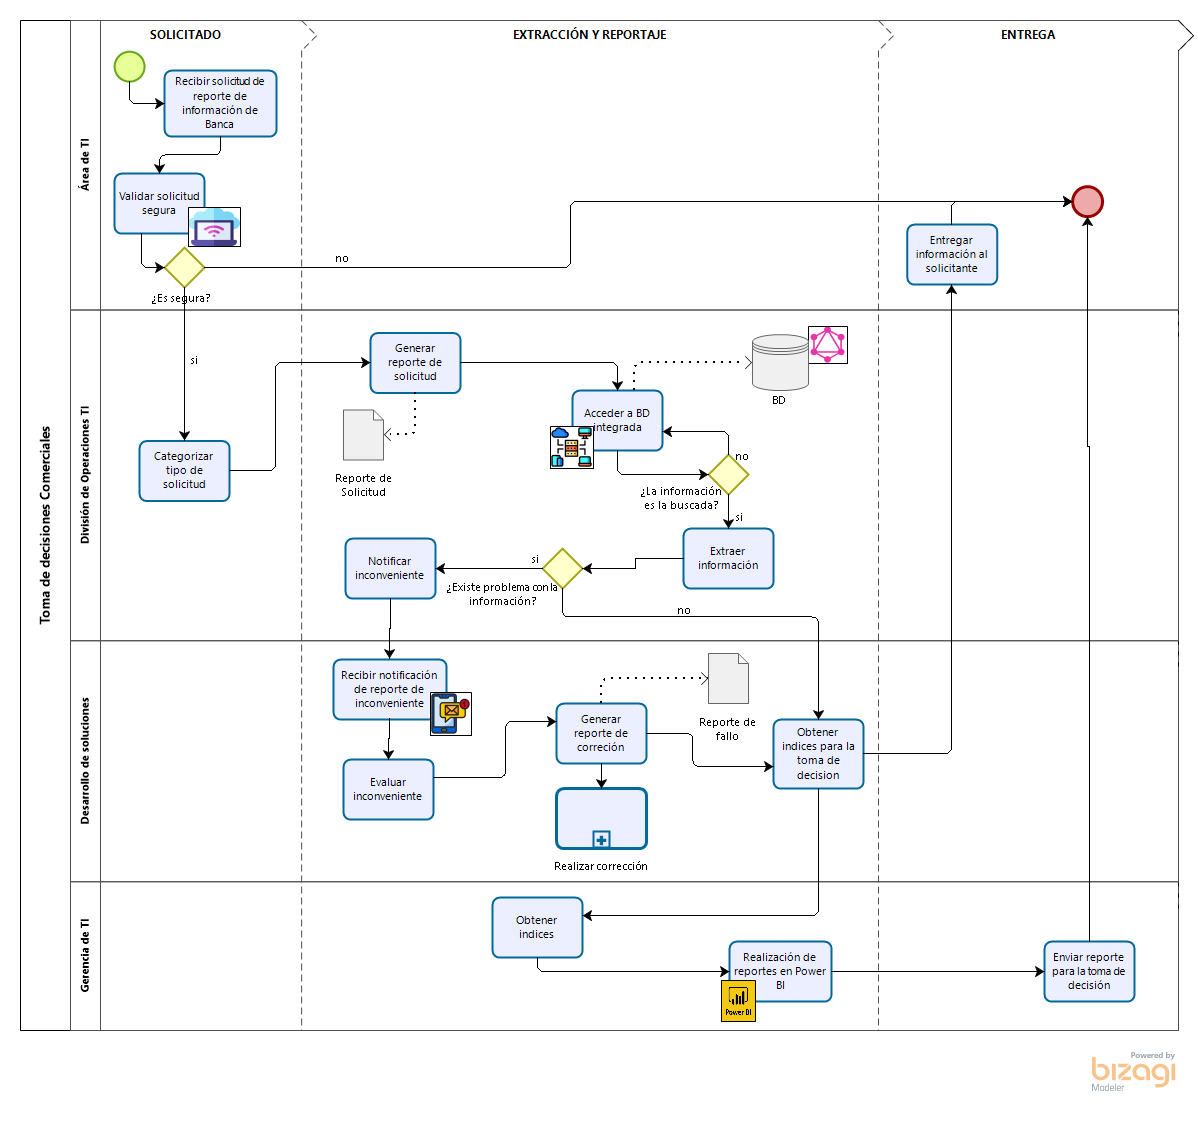 SOLICITADO
EXTRACCIÓN Y REPORTAJE
ENTREGA
Toma de decisiones Comerciales
Área de TI
Recibir solicitud de
reporte de
información de
Banca
Validar solicitud
segura
¿Es segura?
no
si
Entregar
información al
solicitante
División de Operaciones TI
Generar
reporte de
solicitud
Reporte de
Solicitud
Categorizar
tipo de
solicitud
Acceder a BD
integrada
BD
no
¿La información
es la buscada?
si
Extraer
información
si
¿Existe problema con la
información?
no
Notificar
inconveniente
Desarrollo de soluciones
Recibir notificación
de reporte de
inconveniente
Evaluar
inconveniente
Generar
reporte de
correción
Reporte de
fallo
Realizar corrección
Obtener
indices para la
toma de
decision
Gerencia de TI
Obtener
indices
Realización de
reportes en Power
BI
Power BI
Enviar reporte
para la toma de
decisión
Powered by
bizagi
Modeler